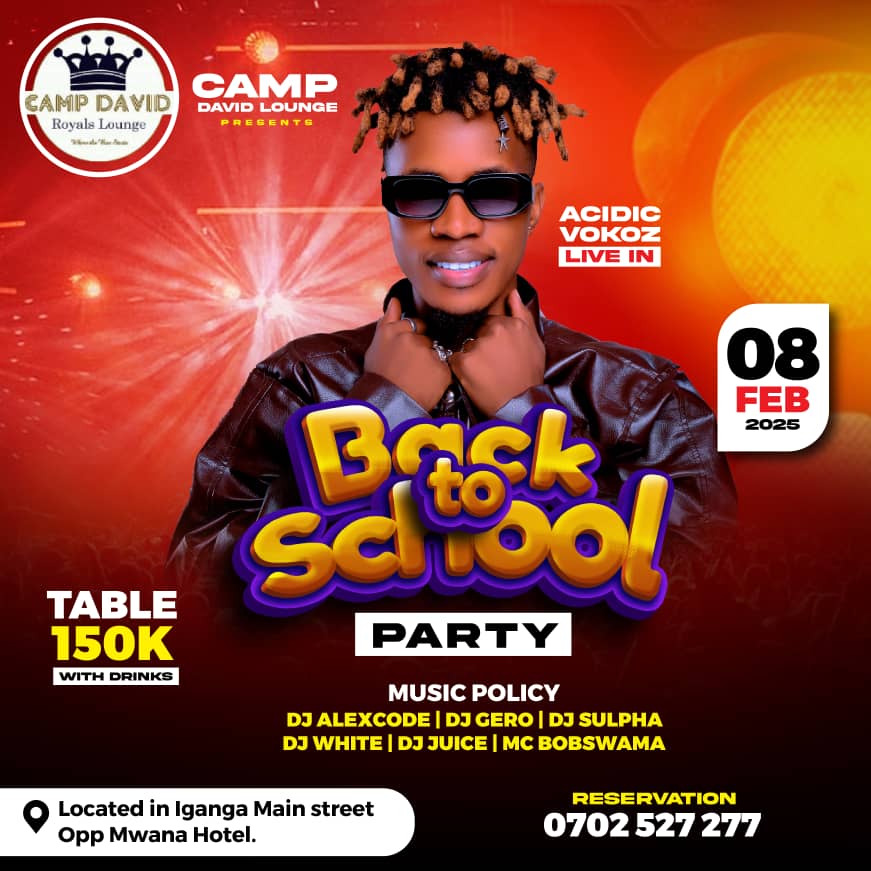 CAMP DAVID
Royals Lounge
CAMP
DAVID LOUNGE
PRESENTS
ACIDIC
VOKOZ
LIVE IN
08
FEB
2025
Back
to
School
PARTY
TABLE
150K
WITH DRINKS
MUSIC POLICY
DJ ALEXCODE | DJ GERO | DJ SULPHA
DJ WHITE | DJ JUICE | MC BOBSWAMA
Located in Iganga Main street
Opp Mwana Hotel.
RESERVATION
0702 527 277